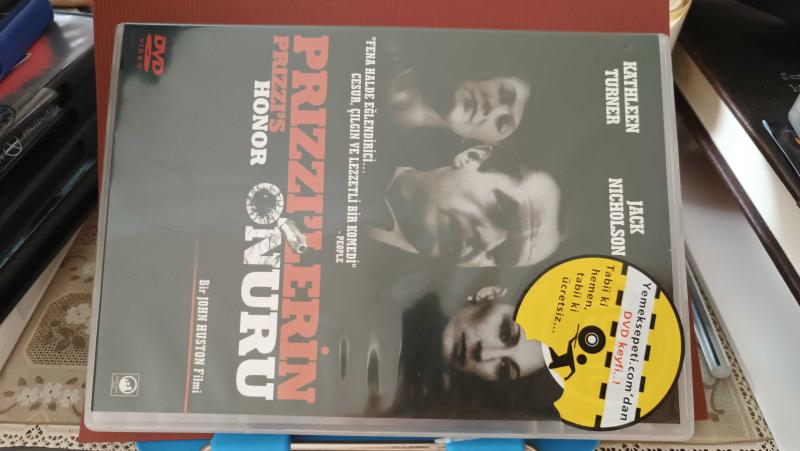 KATHLEEN
TURNER
JACK
NICHOLSON
Yemeksepeti.com'dan
DVD keyfi..!
Tabii ki
hemen,
tabii ki
ücretsiz...
"FENA HALDE EĞLENDİRİCİ...
CESUR, ÇILGIN VE LEZZETLİ BİR KOMEDİ"
- PEOPLE
PRIZZI'LERİN
PRIZZI'S
HONOR
ONURU
Bir JOHN HUSTON Filmi
DVD
VIDEO